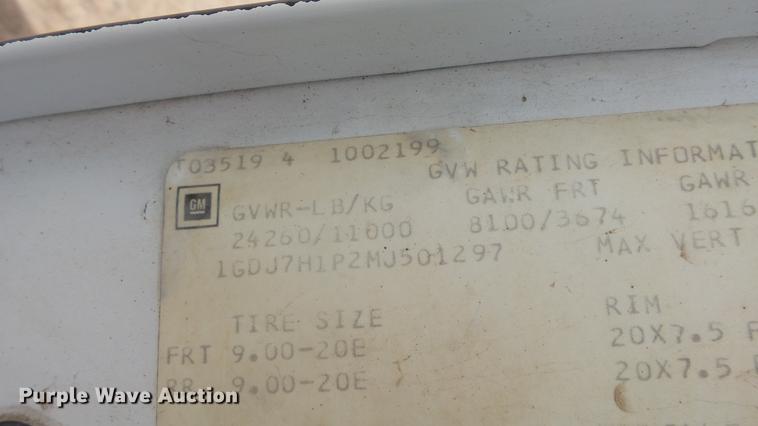 T03519 4 1002199
GVW RATING INFORMAT
GM
GVWR-LB/KG GAWR FRT GAWR
24260/11000 8100/3674 1616
1GDJ7H1P2MJ501297 MAX VERT
TIRE SIZE RIM
FRT 9.00-20E 20X7.5 F
RR 9.00-20E 20X7.5
Purple Wave Auction